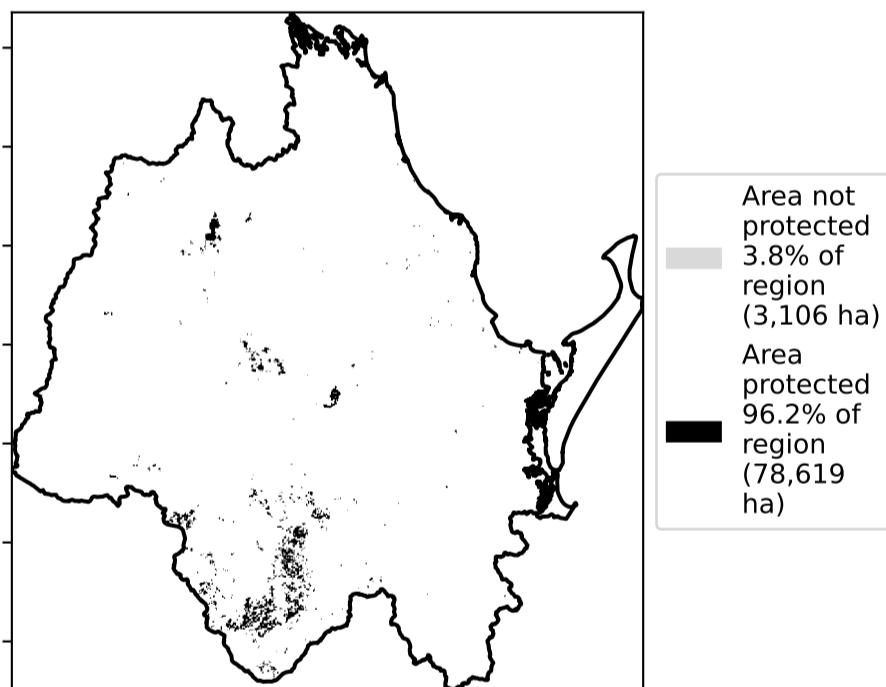 Area not
protected
3.8% of
region
(3,106 ha)
Area
protected
96.2% of
region
(78,619
ha)